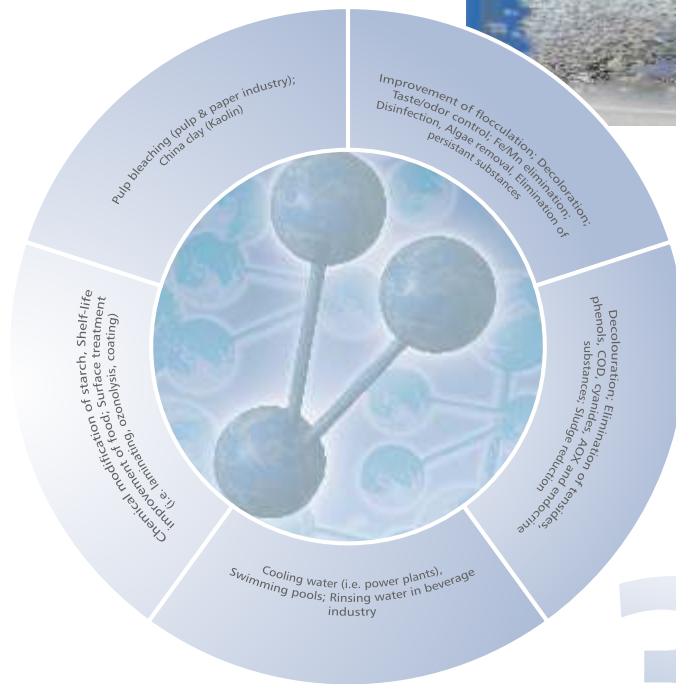 Pulp bleaching (pulp & paper industry);
China clay (Kaolin)
Improvement of flocculation; Decoloration;
Taste/odor control; Fe/Mn elimination;
Disinfection, Algae removal, Elimination of
persistant substances
Decolouration; Elimination of tensides,
phenols, COD, cyanides, AOX and endocrine
substances; Sludge reduction
Cooling water (i.e. power plants),
Swimming pools; Rinsing water in beverage
industry
Chemical modification of starch, Shelf-life
improvement of food; Surface treatment
(i.e. laminating, ozonolysis, coating)